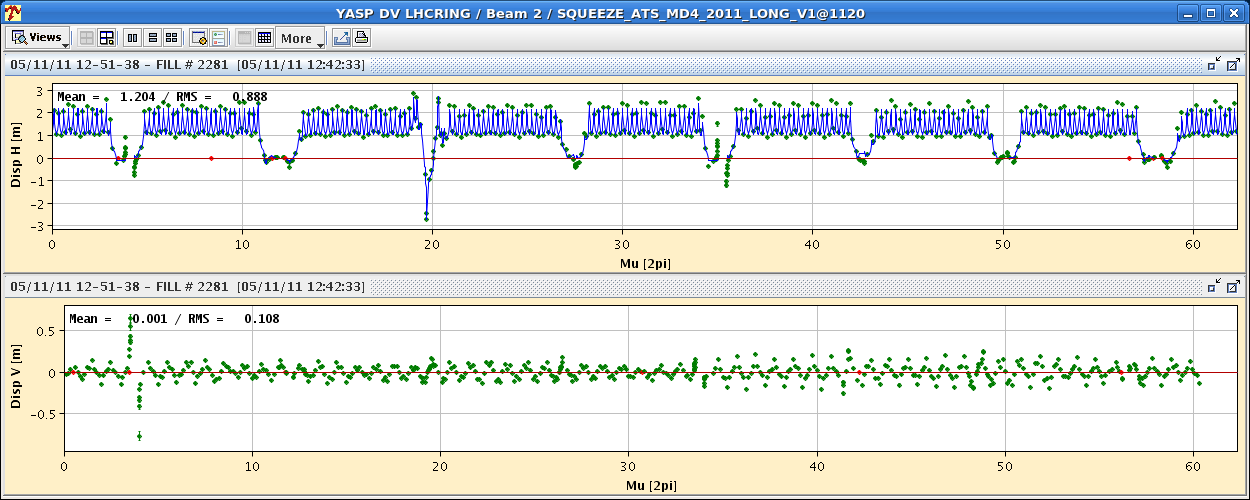 YASP DV LHCRING / Beam 2 / SQUEEZE_ATS_MD4_2011_LONG_V1@1120
Views More
05/11/11 12-51-38 - FILL # 2281 [05/11/11 12:42:33]
Mean = 1.204 / RMS = 0.888
Disp H [m]
3
2
1
0
-1
-2
-3
0 10 20 30 40 50 60
Mu [2pi]
05/11/11 12-51-38 - FILL # 2281 [05/11/11 12:42:33]
Mean = 0.001 / RMS = 0.108
Disp V [m]
0.5
0
-0.5
0 10 20 30 40 50 60
Mu [2pi]